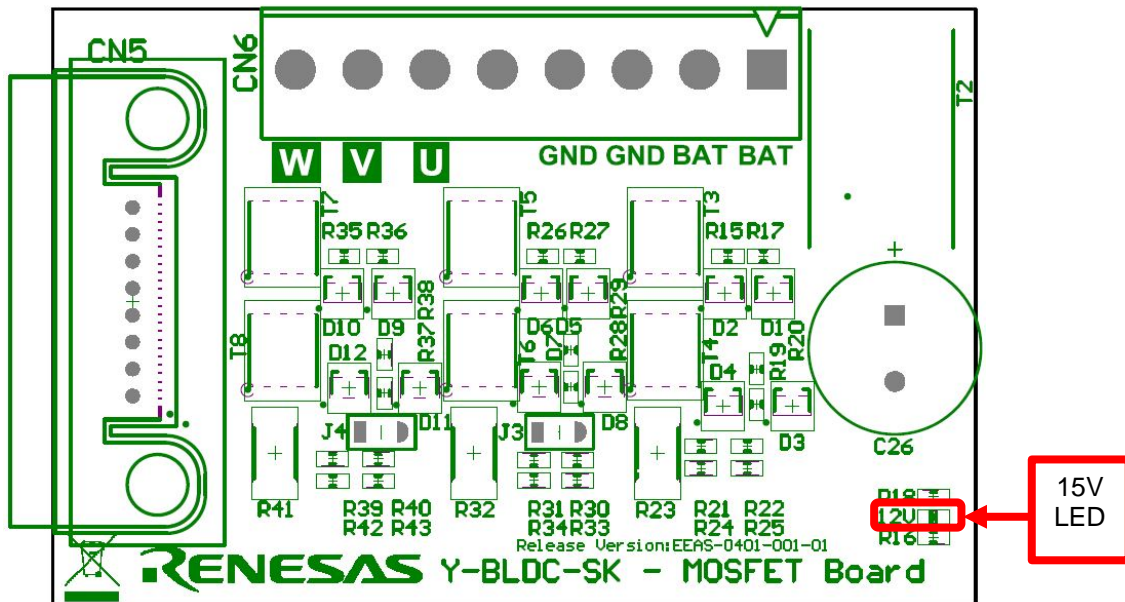 CN5
CN6
T2
W V U
GND GND BAT BAT
T7
T5
T3
R35 R36
R26 R27
R15 R17
R38
R29
D10 D9
D6 D5
D2 D1
R20
T8
R37
T6
D7
R28
T4
R19
D12
D4
D11
D8
D3
J4
J3
C26
R41
R39 R40
R32
R31 R30
R23
R21 R22
R18
R42 R43
R34 R33
R24 R25
12V
R16
15V
LED
Release Version:EEAS-0401-001-01
RENESAS Y-BLDC-SK - MOSFET Board